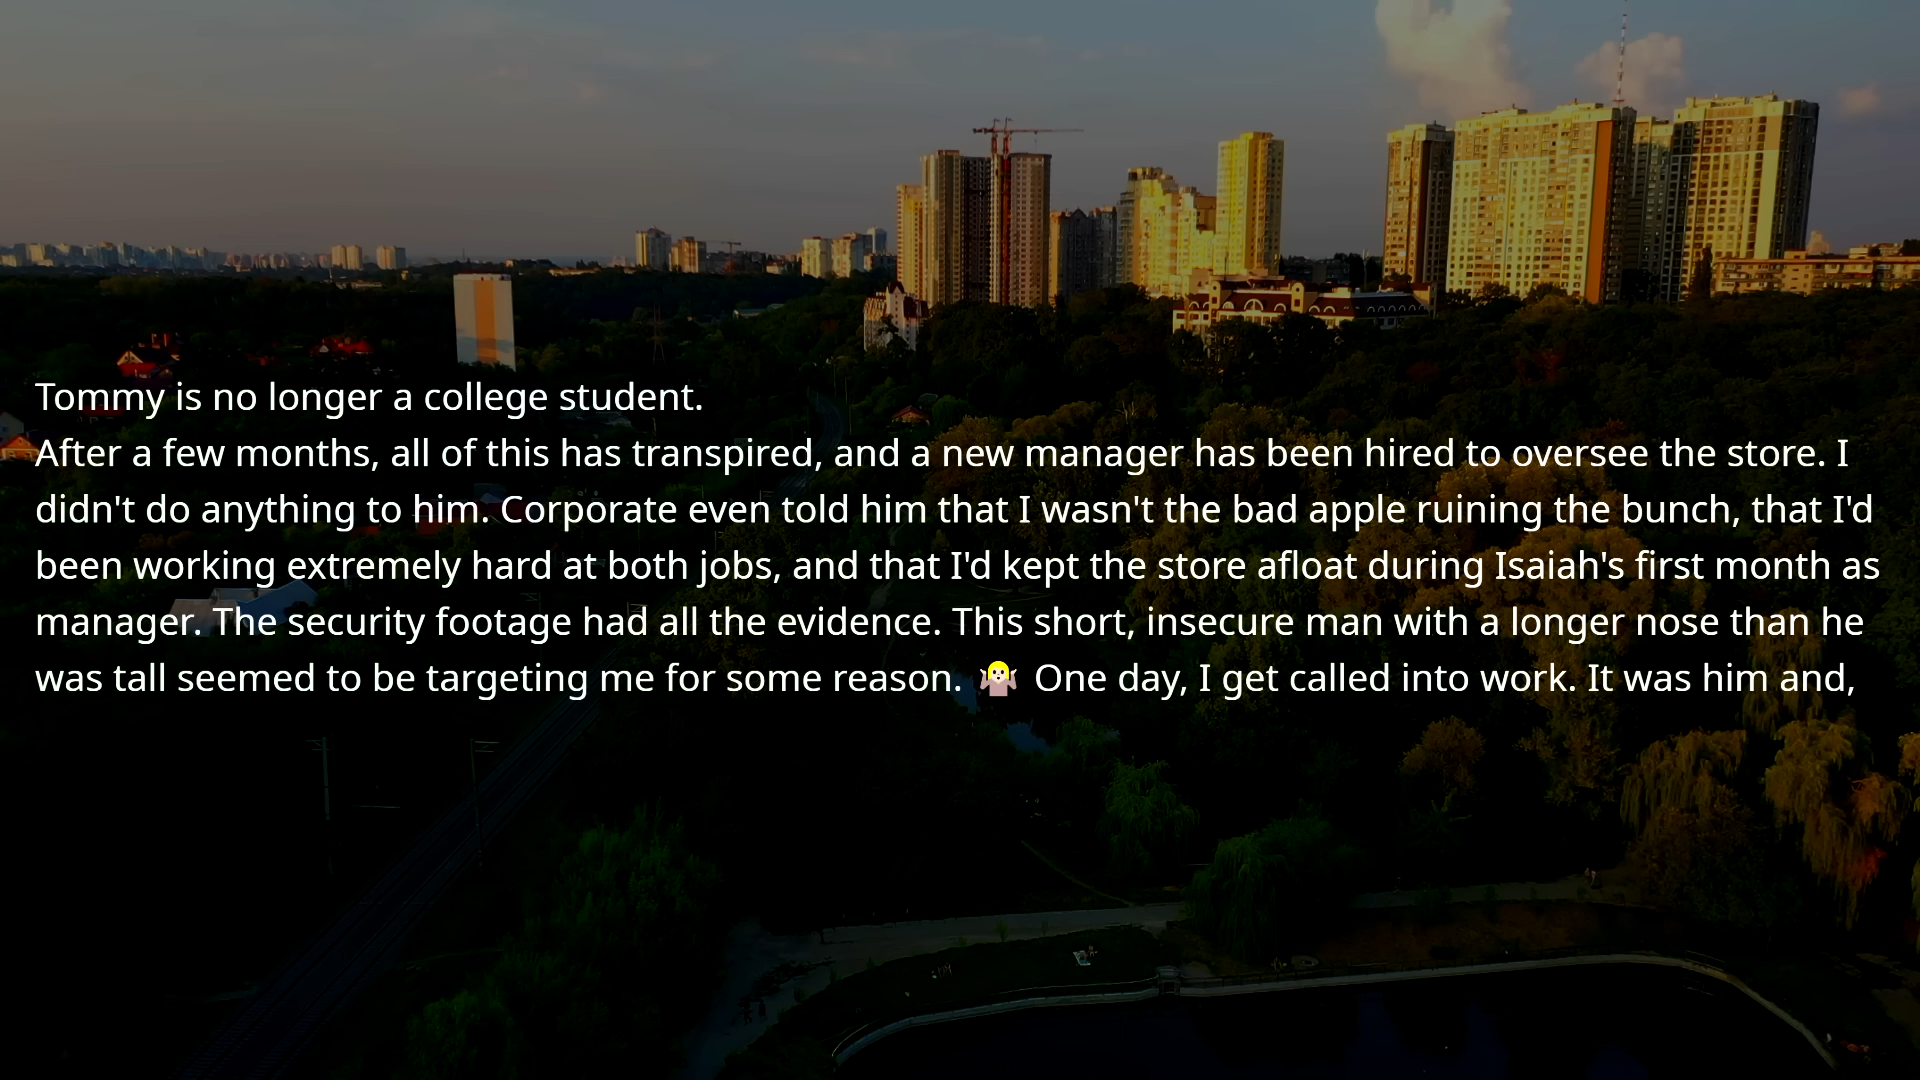 Tommy is no longer a college student.
After a few months, all of this has transpired, and a new manager has been hired to oversee the store. I
didn't do anything to him. Corporate even told him that I wasn't the bad apple ruining the bunch, that I'd
been working extremely hard at both jobs, and that I'd kept the store afloat during Isaiah's first month as
manager. The security footage had all the evidence. This short, insecure man with a longer nose than he
was tall seemed to be targeting me for some reason. 🤷🏼‍♀️ One day, I get called into work. It was him and,